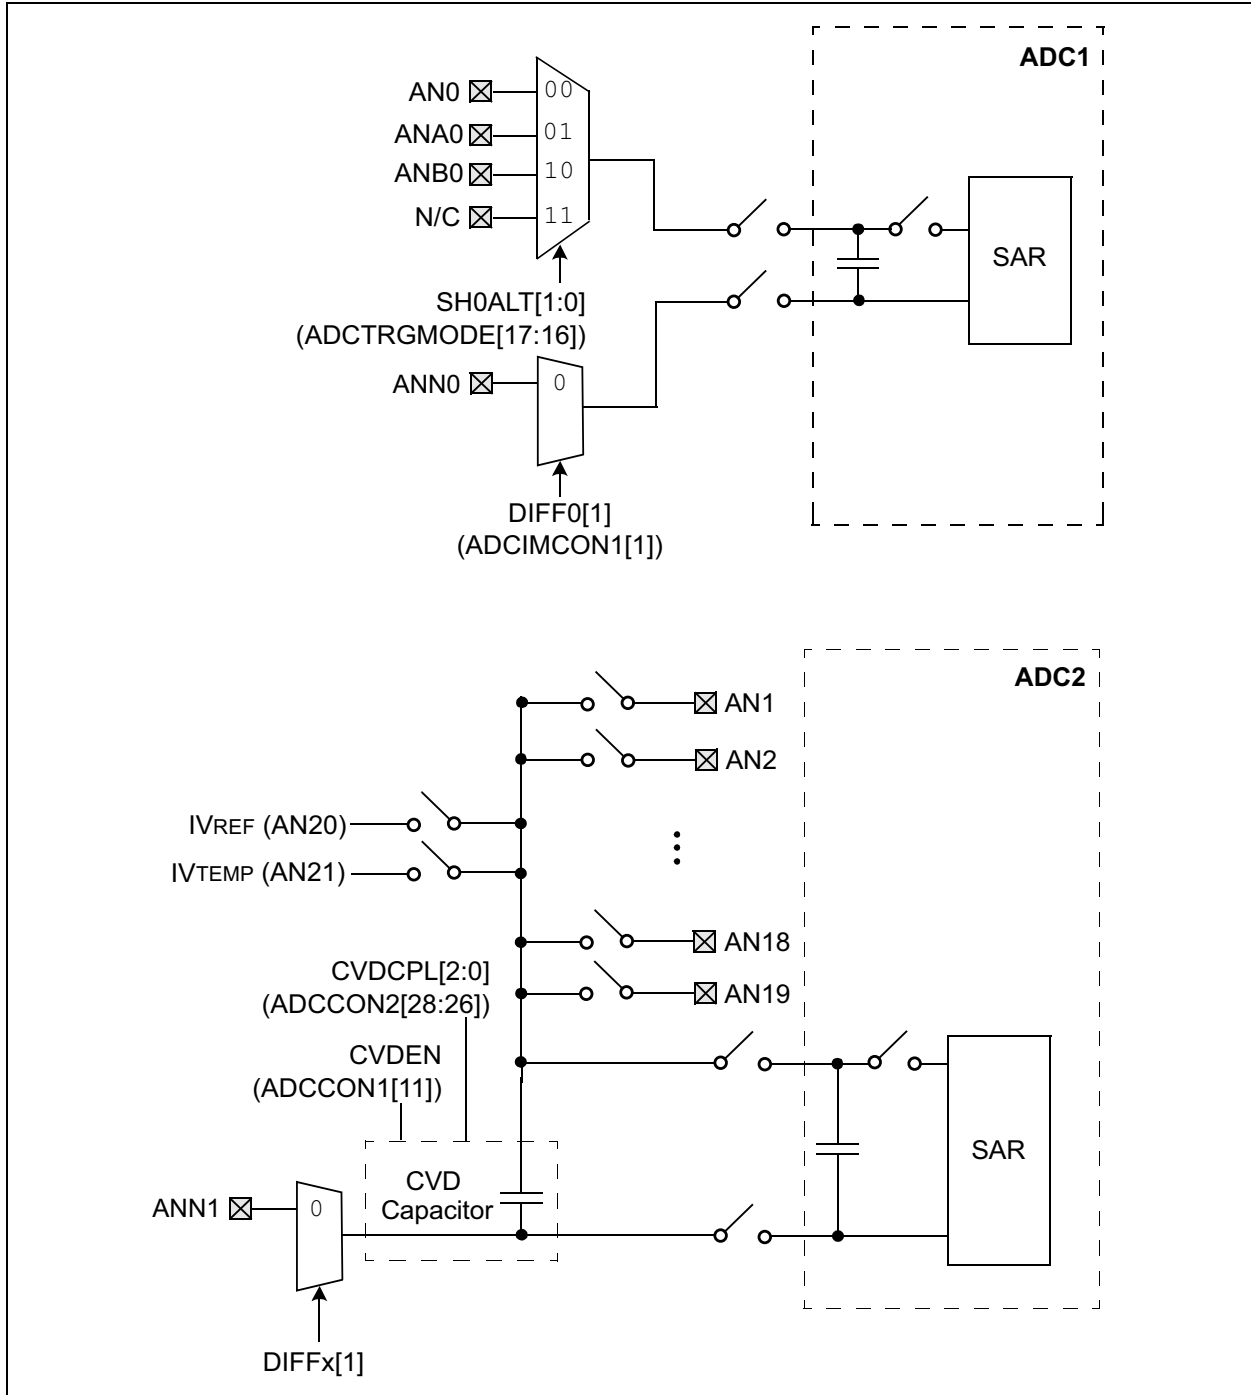 ADC1
AN0
00
ANA0
01
ANB0
10
N/C
11
SAR
SH0ALT[1:0]
(ADCTRGMODE[17:16])
ANN0
0
DIFF0[1]
(ADCIMCON1[1])
ADC2
AN1
AN2
IVREF (AN20)
IVTEMP (AN21)
AN18
CVDCPL[2:0]
(ADCCON2[28:26])
AN19
CVDEN
(ADCCON1[11])
SAR
CVD
Capacitor
ANN1
0
DIFFx[1]